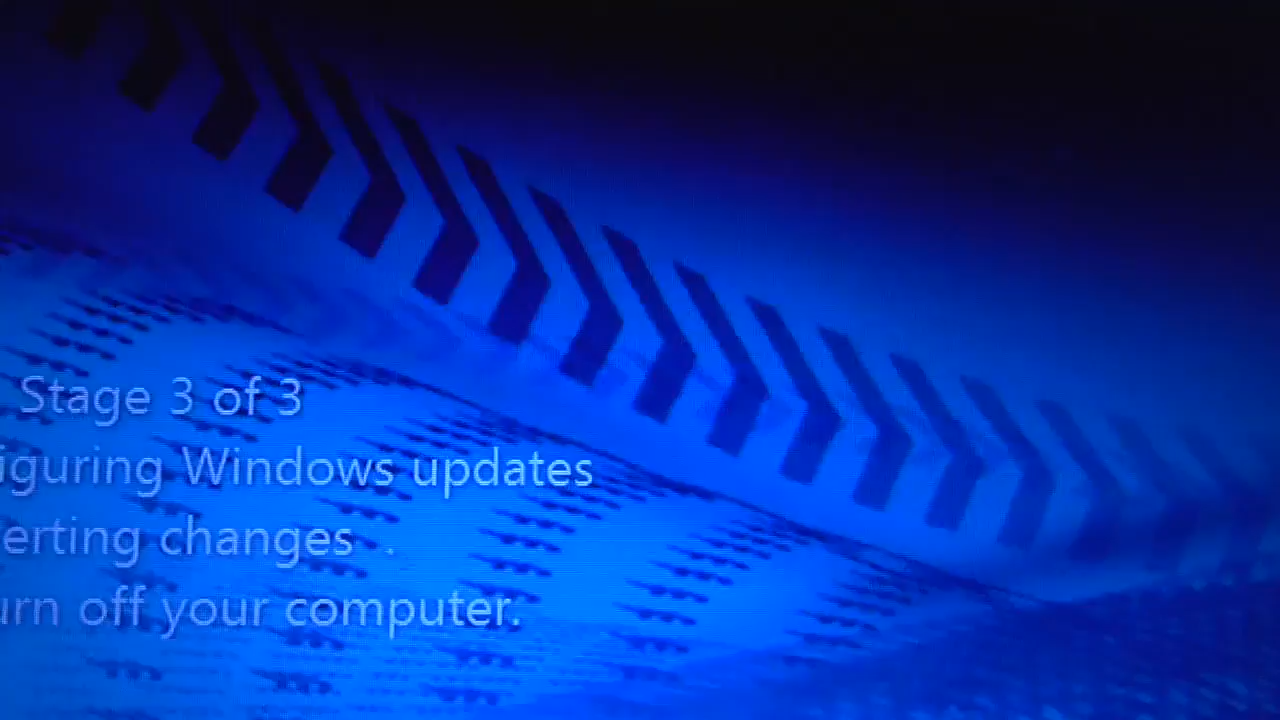 Stage 3 of 3
iguring Windows updates
erting changes .
urn off your computer.